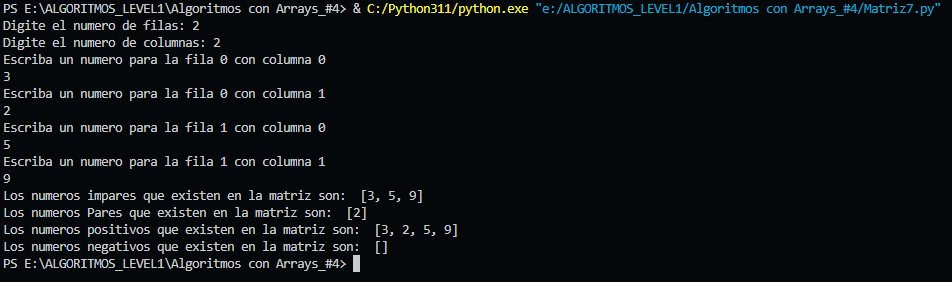 PS E:\ALGORITMOS_LEVEL1\Algoritmos con Arrays_#4> & C:/Python311/python.exe "e:/ALGORITMOS_LEVEL1/Algoritmos con Arrays_#4/Matriz7.py"
Digite el numero de filas: 2
Digite el numero de columnas: 2
Escriba un numero para la fila 0 con columna 0
3
Escriba un numero para la fila 0 con columna 1
2
Escriba un numero para la fila 1 con columna 0
5
Escriba un numero para la fila 1 con columna 1
9
Los numeros impares que existen en la matriz son:  [3, 5, 9]
Los numeros Pares que existen en la matriz son:  [2]
Los numeros positivos que existen en la matriz son:  [3, 2, 5, 9]
Los numeros negativos que existen en la matriz son:  []
PS E:\ALGORITMOS_LEVEL1\Algoritmos con Arrays_#4>